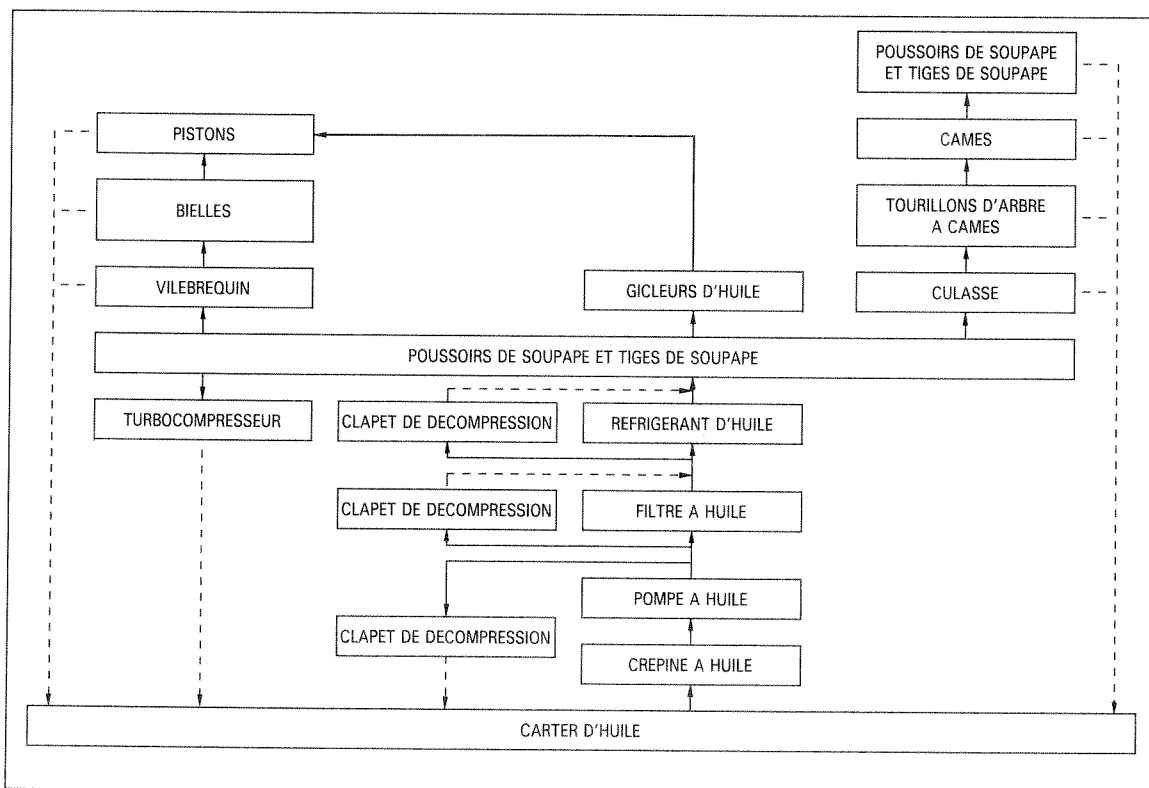 POUSSOIRS DE SOUPAPE
ET TIGES DE SOUPAPE
PISTONS
CAMES
BIELLES
TOURILLONS D'ARBRE
A CAMES
VILEBREQUIN
GICLEURS D'HUILE
CULASSE
POUSSOIRS DE SOUPAPE ET TIGES DE SOUPAPE
TURBOCOMPRESSEUR
CLAPET DE DECOMPRESSION
REFRIGERANT D'HUILE
CLAPET DE DECOMPRESSION
FILTRE A HUILE
POMPE A HUILE
CLAPET DE DECOMPRESSION
CREPINE A HUILE
CARTER D'HUILE